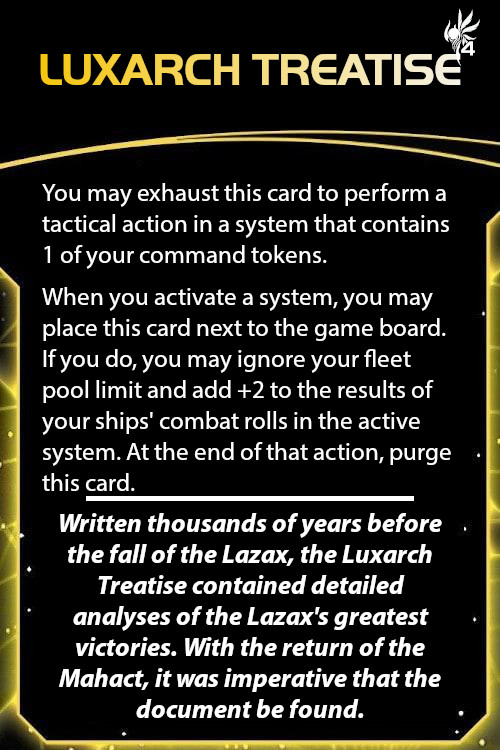 4
LUXARCH TREATISE
You may exhaust this card to perform a
tactical action in a system that contains
1 of your command tokens.
When you activate a system, you may
place this card next to the game board.
If you do, you may ignore your fleet
pool limit and add +2 to the results of
your ships' combat rolls in the active
system. At the end of that action, purge
this card.
Written thousands of years before
the fall of the Lazax, the Luxarch
Treatise contained detailed
analyses of the Lazax's greatest
victories. With the return of the
Mahact, it was imperative that the
document be found.